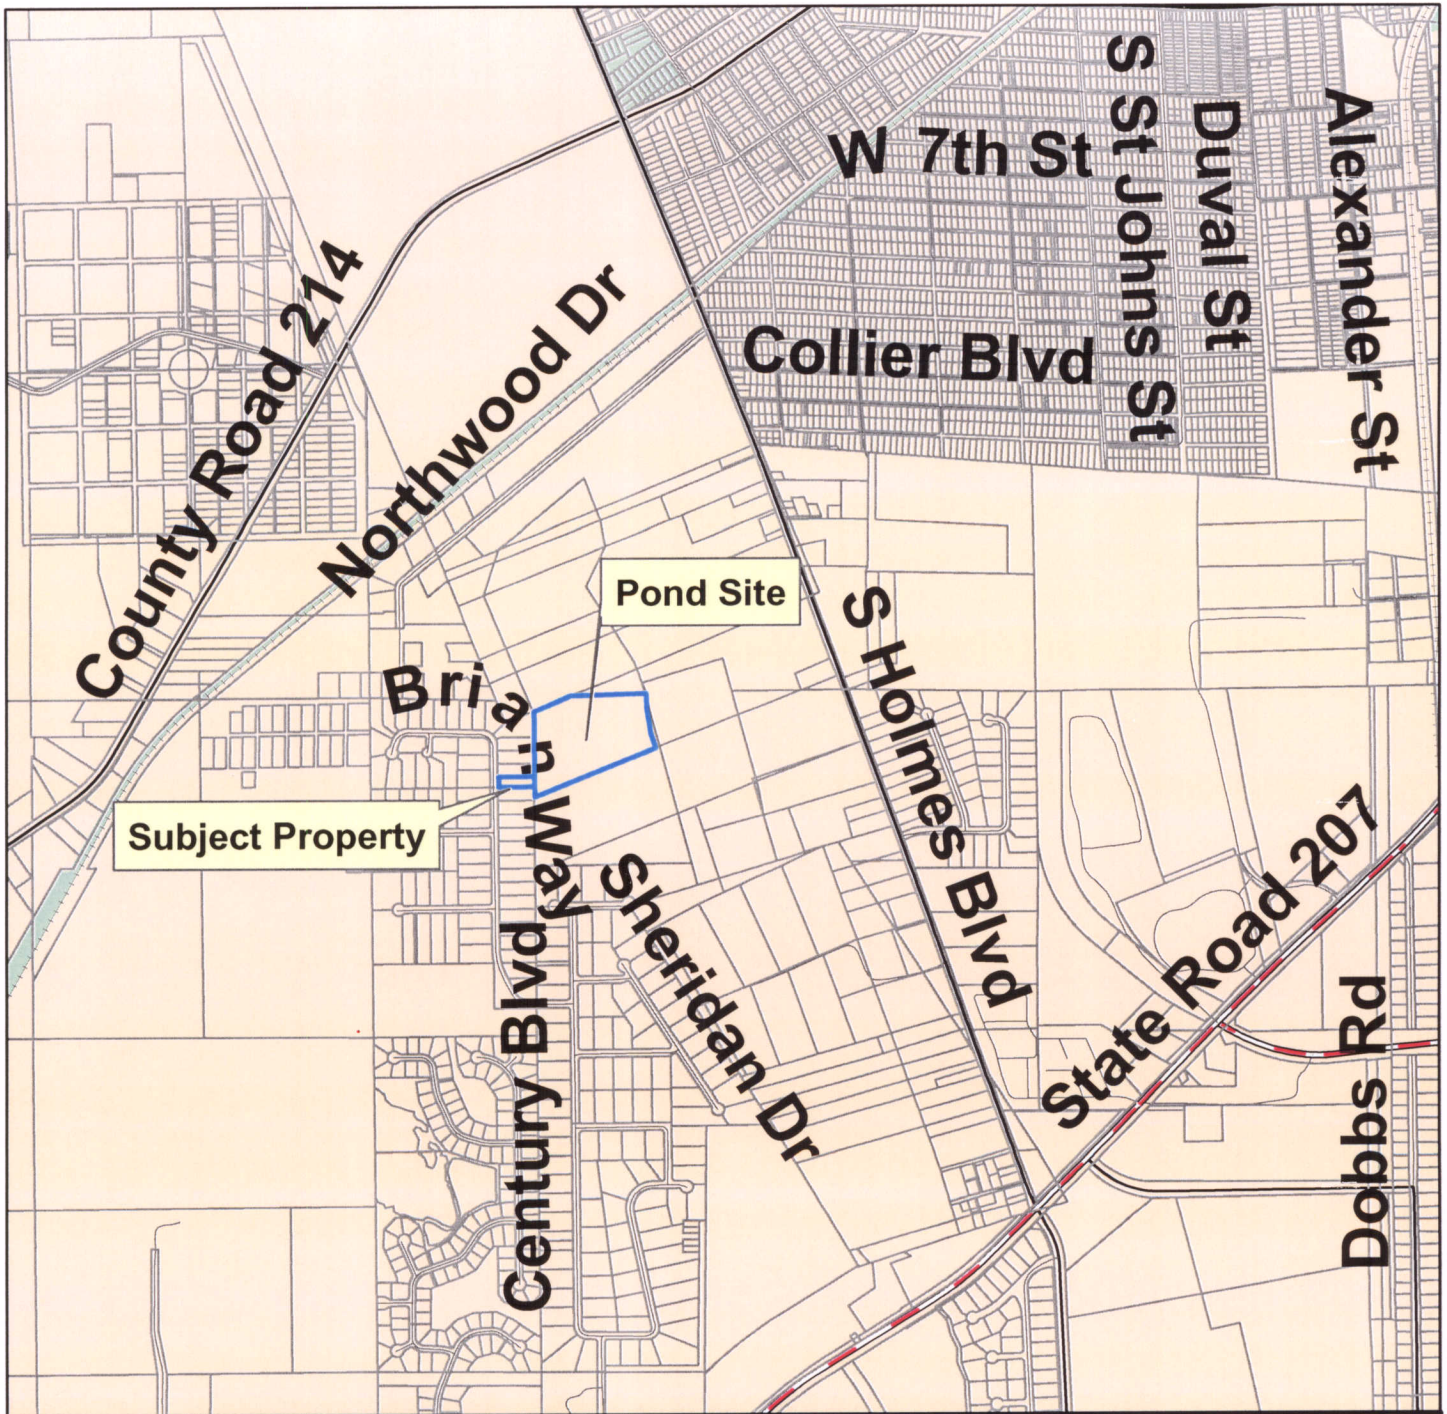 W 7th St
S St Johns St
Duval St
Alexander St
County Road 214
Northwood Dr
Collier Blvd
Pond Site
S Holmes Blvd
Briaun Way
Subject Property
Sheridan Dr
Century Blvd
State Road 207
Dobbs Rd